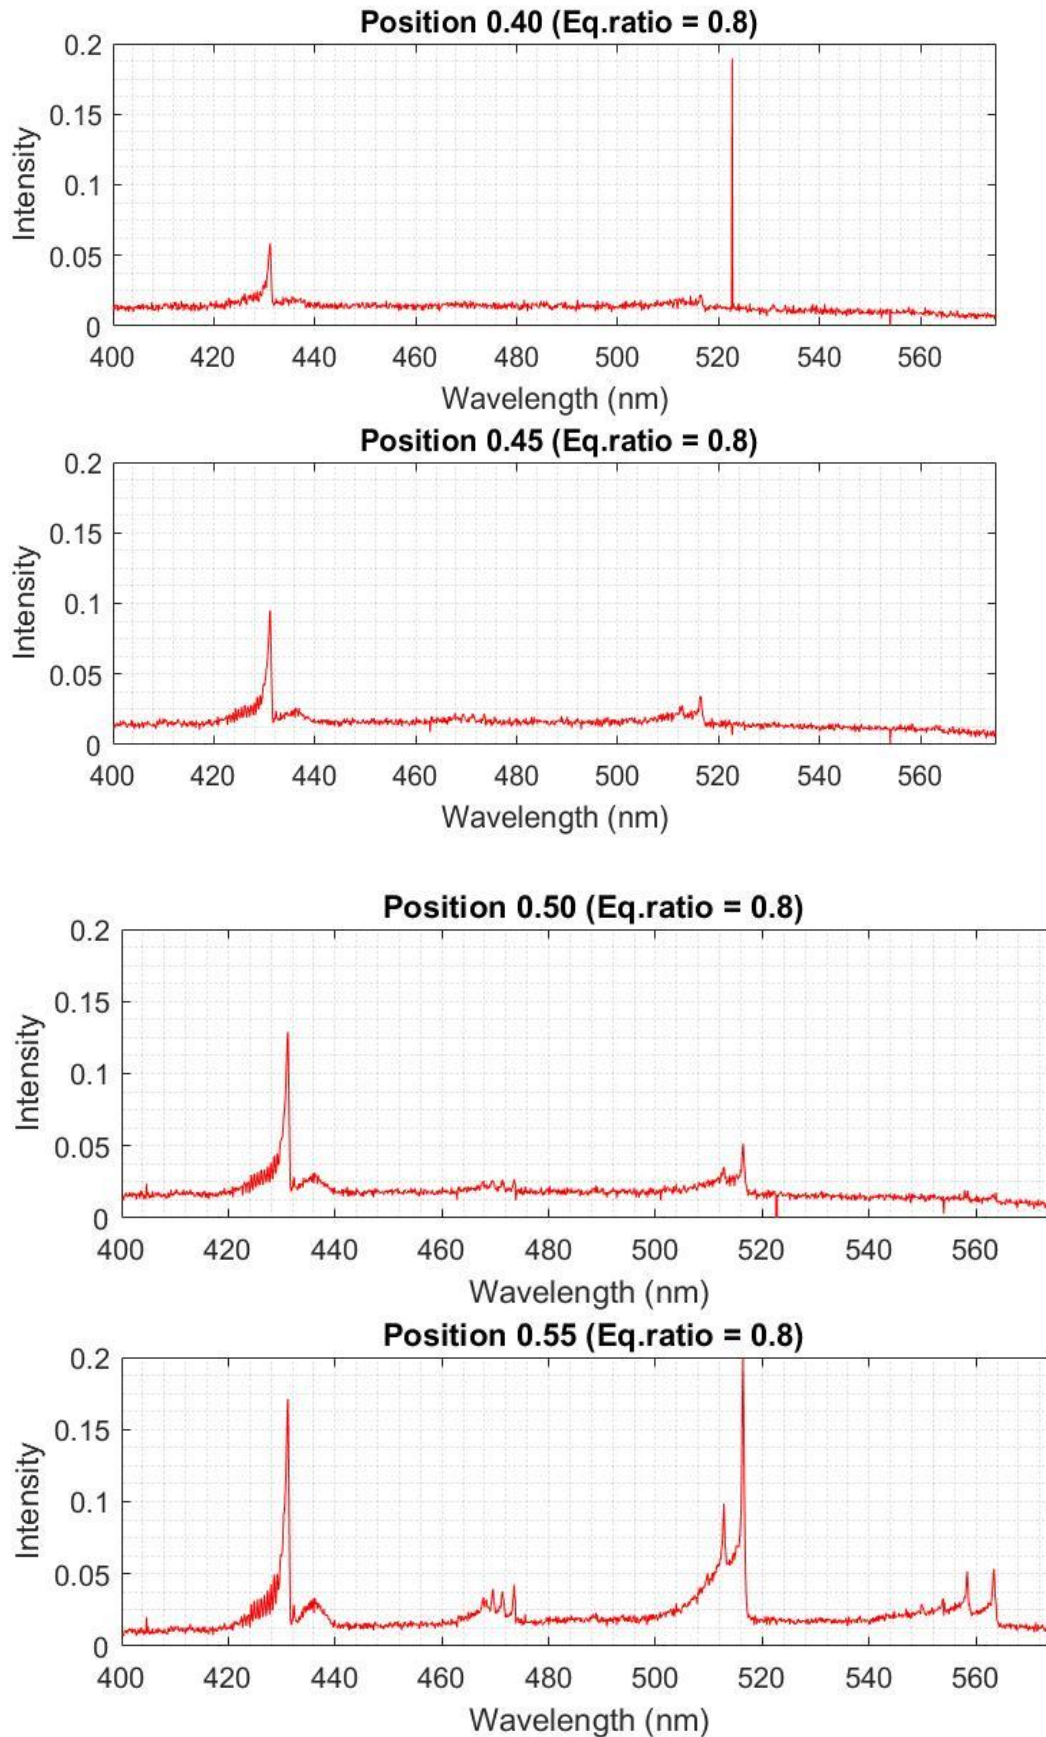 Position 0.40 (Eq.ratio = 0.8)
0.2
0.15
0.1
0.05
0
Intensity
400 420 440 460 480 500 520 540 560
Wavelength (nm)
Position 0.45 (Eq.ratio = 0.8)
0.2
0.15
0.1
0.05
0
Intensity
400 420 440 460 480 500 520 540 560
Wavelength (nm)
Position 0.50 (Eq.ratio = 0.8)
0.2
0.15
0.1
0.05
0
Intensity
400 420 440 460 480 500 520 540 560
Wavelength (nm)
Position 0.55 (Eq.ratio = 0.8)
0.2
0.15
0.1
0.05
0
Intensity
400 420 440 460 480 500 520 540 560
Wavelength (nm)